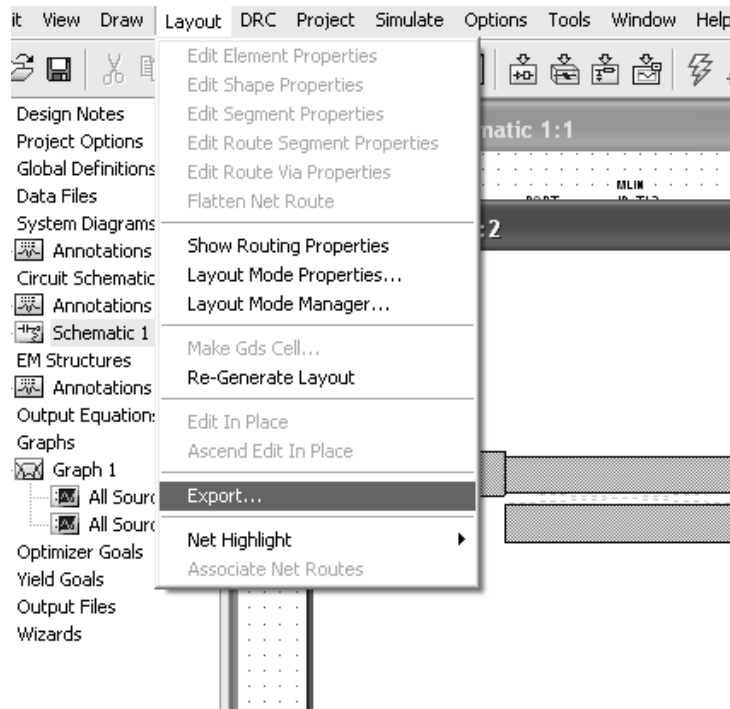 it View Draw Layout DRC Project Simulate Options Tools Window Help
Edit Element Properties
Edit Shape Properties
Edit Segment Properties
Edit Route Segment Properties
Edit Route Via Properties
Flatten Net Route
Show Routing Properties
Layout Mode Properties...
Layout Mode Manager...
Make Gds Cell...
Re-Generate Layout
Edit In Place
Ascend Edit In Place
Export...
Net Highlight
Associate Net Routes
Design Notes
Project Options
Global Definitions
Data Files
System Diagrams
Annotations
Circuit Schematic
Annotations
Schematic 1
EM Structures
Annotations
Output Equation
Graphs
Graph 1
All Sourc
All Sourc
Optimizer Goals
Yield Goals
Output Files
Wizards
matic 1:1
MLIN
:2